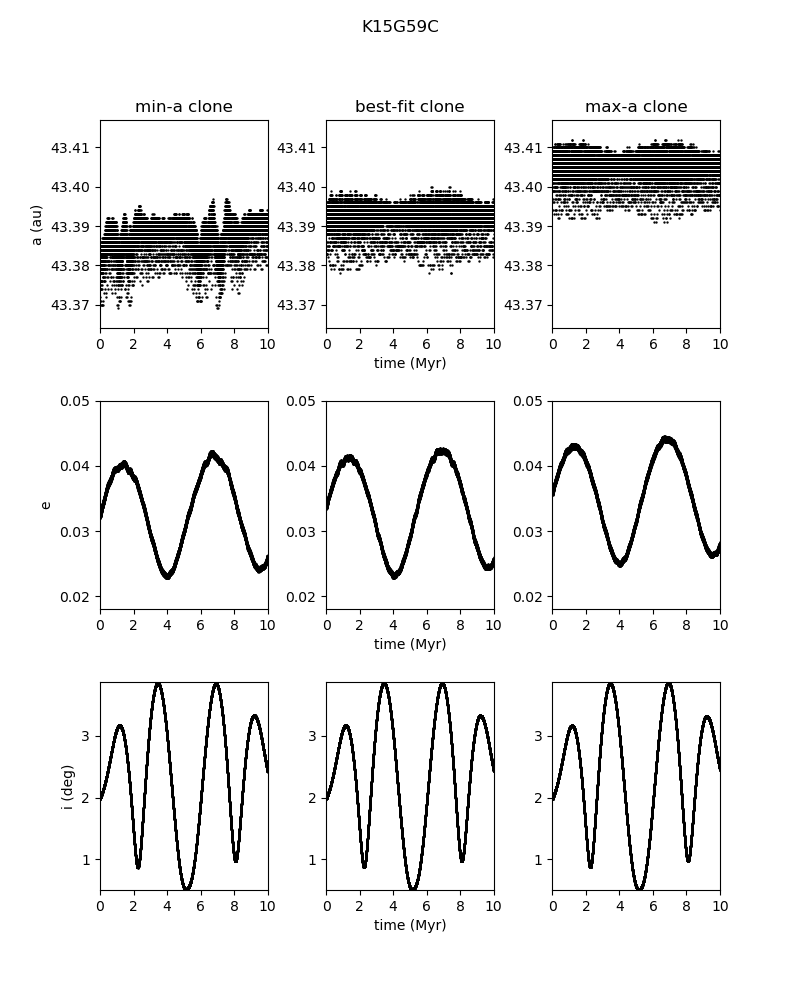 K15G59C
min-a clone best-fit clone max-a clone
43.41 43.41 43.41
43.40 43.40 43.40
43.39 43.39 43.39
43.38 43.38 43.38
43.37 43.37 43.37
a (au)
0 2 4 6 8 10 0 2 4 6 8 10 0 2 4 6 8 10
time (Myr)
0.05 0.05 0.05
0.04 0.04 0.04
0.03 0.03 0.03
0.02 0.02 0.02
e
0 2 4 6 8 10 0 2 4 6 8 10 0 2 4 6 8 10
time (Myr)
3 3 3
2 2 2
1 1 1
i (deg)
0 2 4 6 8 10 0 2 4 6 8 10 0 2 4 6 8 10
time (Myr)